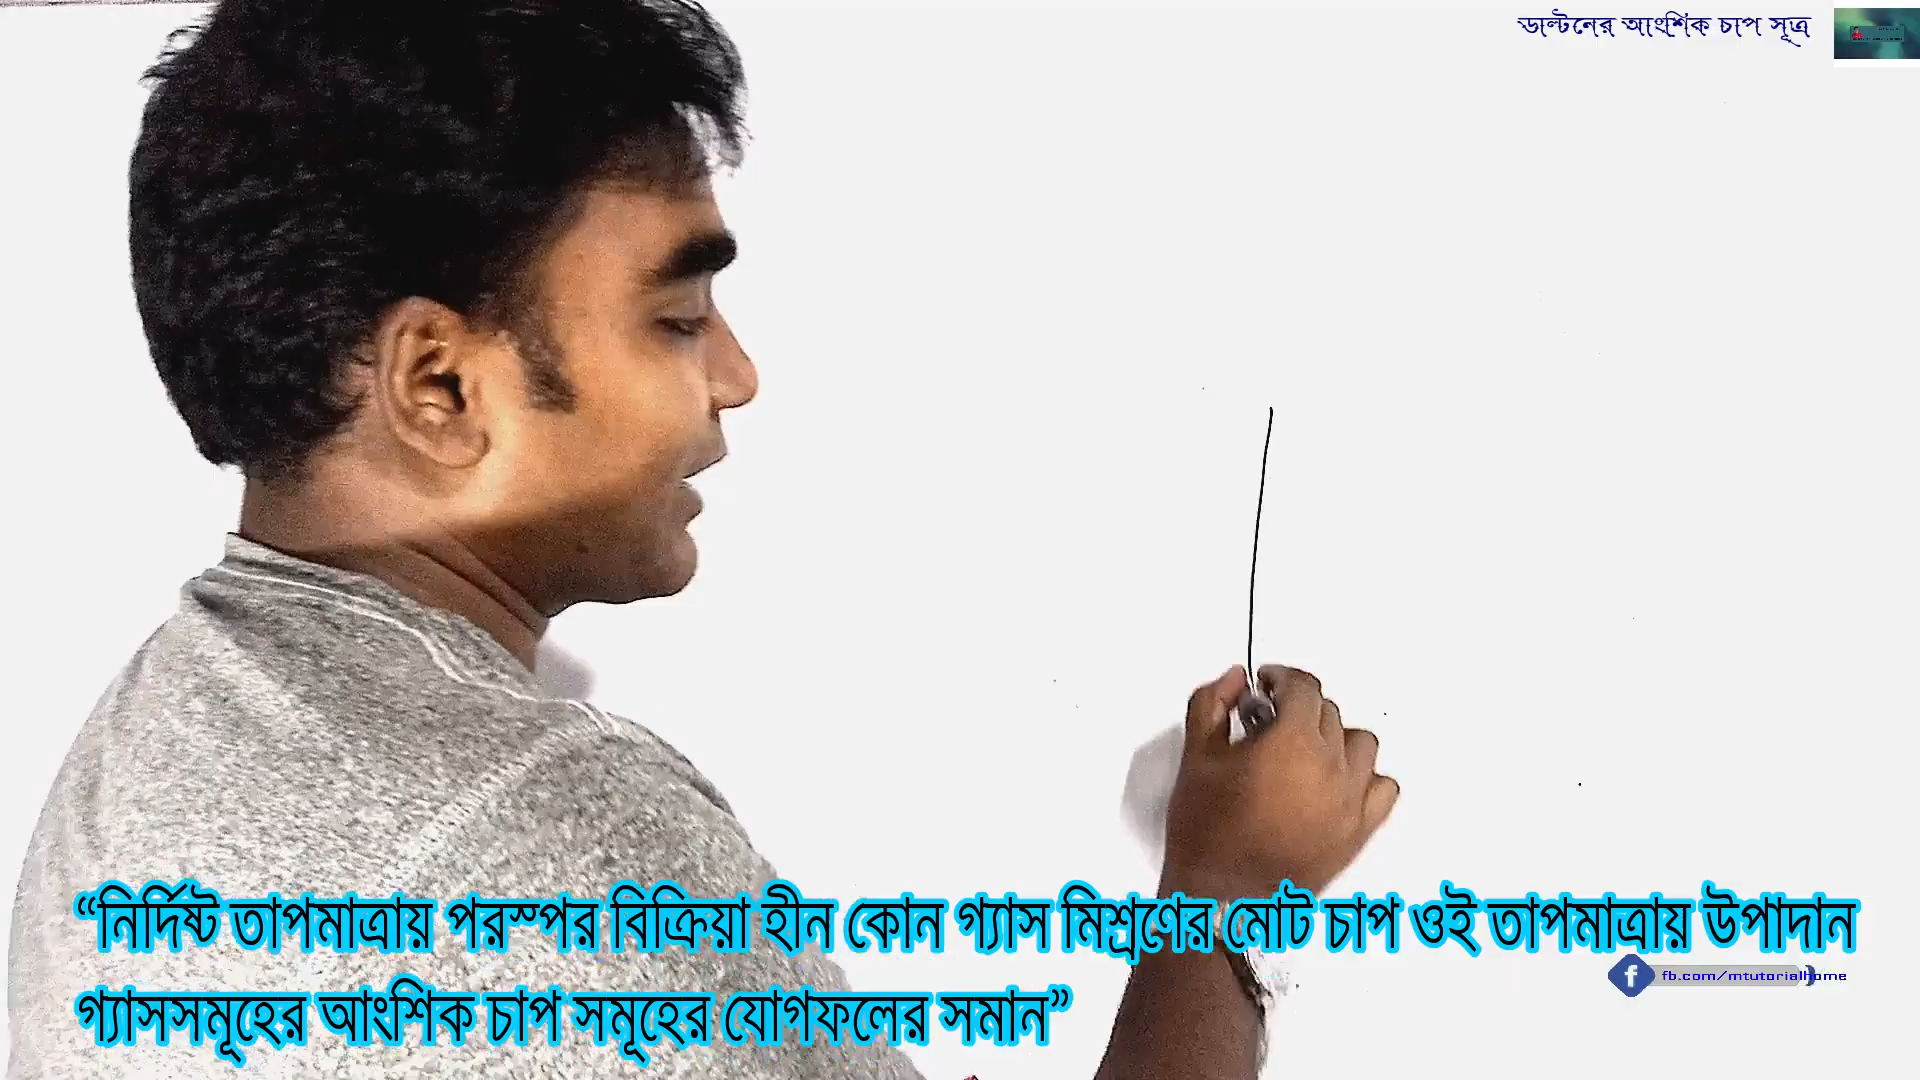 ডাল্টনের আংশিক চাপ সূত্র
“নির্দিষ্ট তাপমাত্রায় পরস্পর বিক্রিয়া হীন কোন গ্যাস মিশ্রণের মোট চাপ ওই তাপমাত্রায় উপাদান
fb.com/mtutorialhome
গ্যাসসমূহের আংশিক চাপ সমূহের যোগফলের সমান”